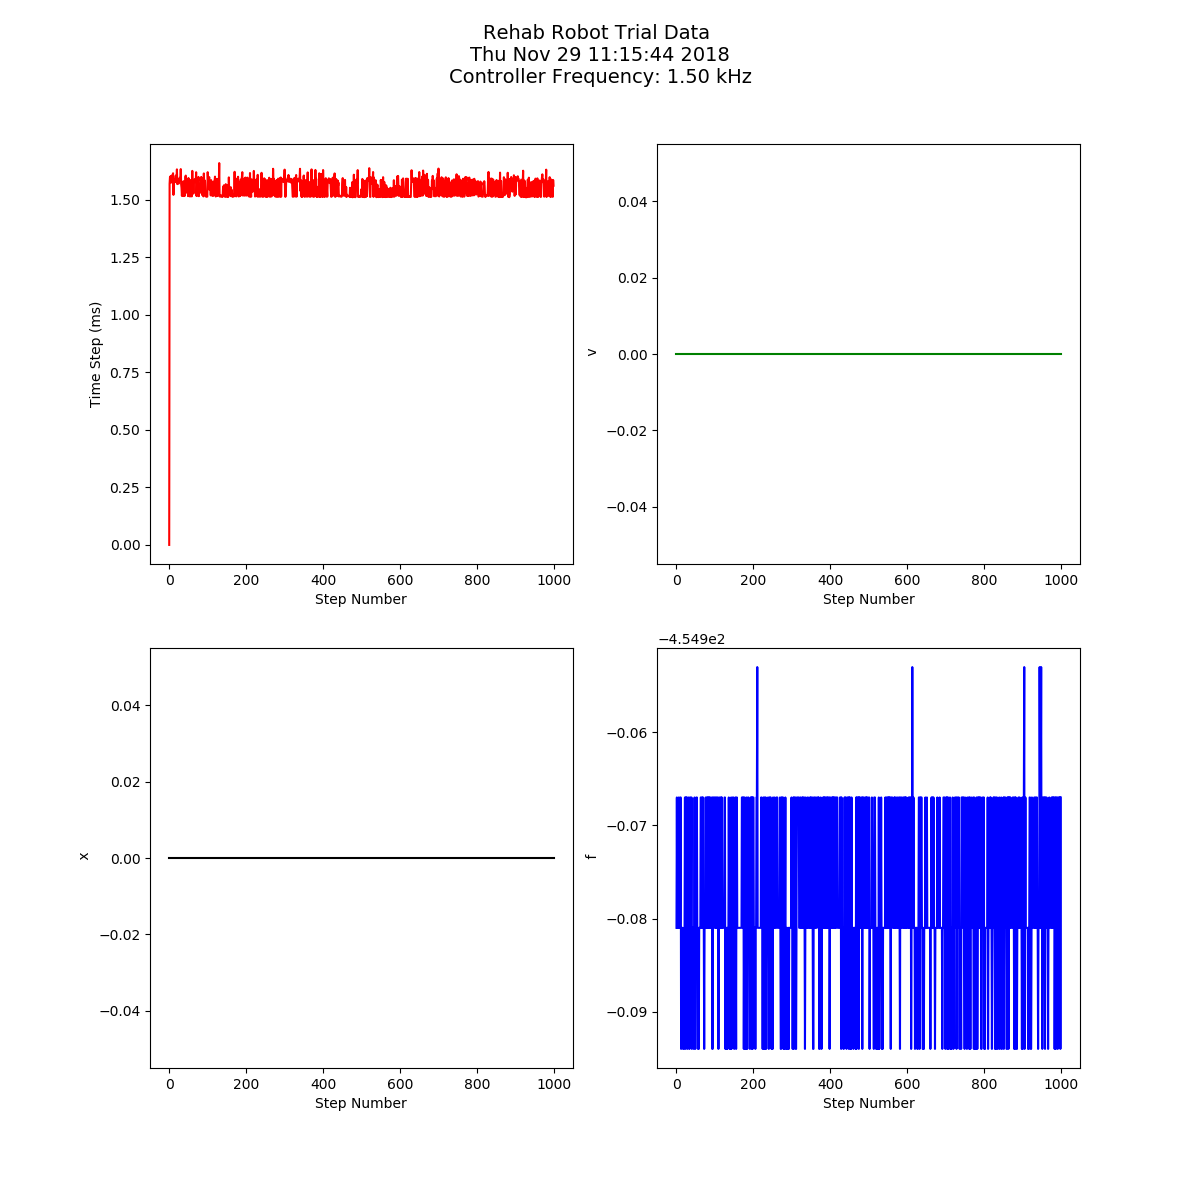 Rehab Robot Trial Data
Thu Nov 29 11:15:44 2018
Controller Frequency: 1.50 kHz
1.50
1.25
1.00
0.75
0.50
0.25
0.00
Time Step (ms)
0 200 400 600 800 1000
Step Number
0.04
0.02
0.00
−0.02
−0.04
v
0 200 400 600 800 1000
Step Number
0.04
0.02
0.00
−0.02
−0.04
x
0 200 400 600 800 1000
Step Number
−4.549e2
−0.06
−0.07
−0.08
−0.09
f
0 200 400 600 800 1000
Step Number